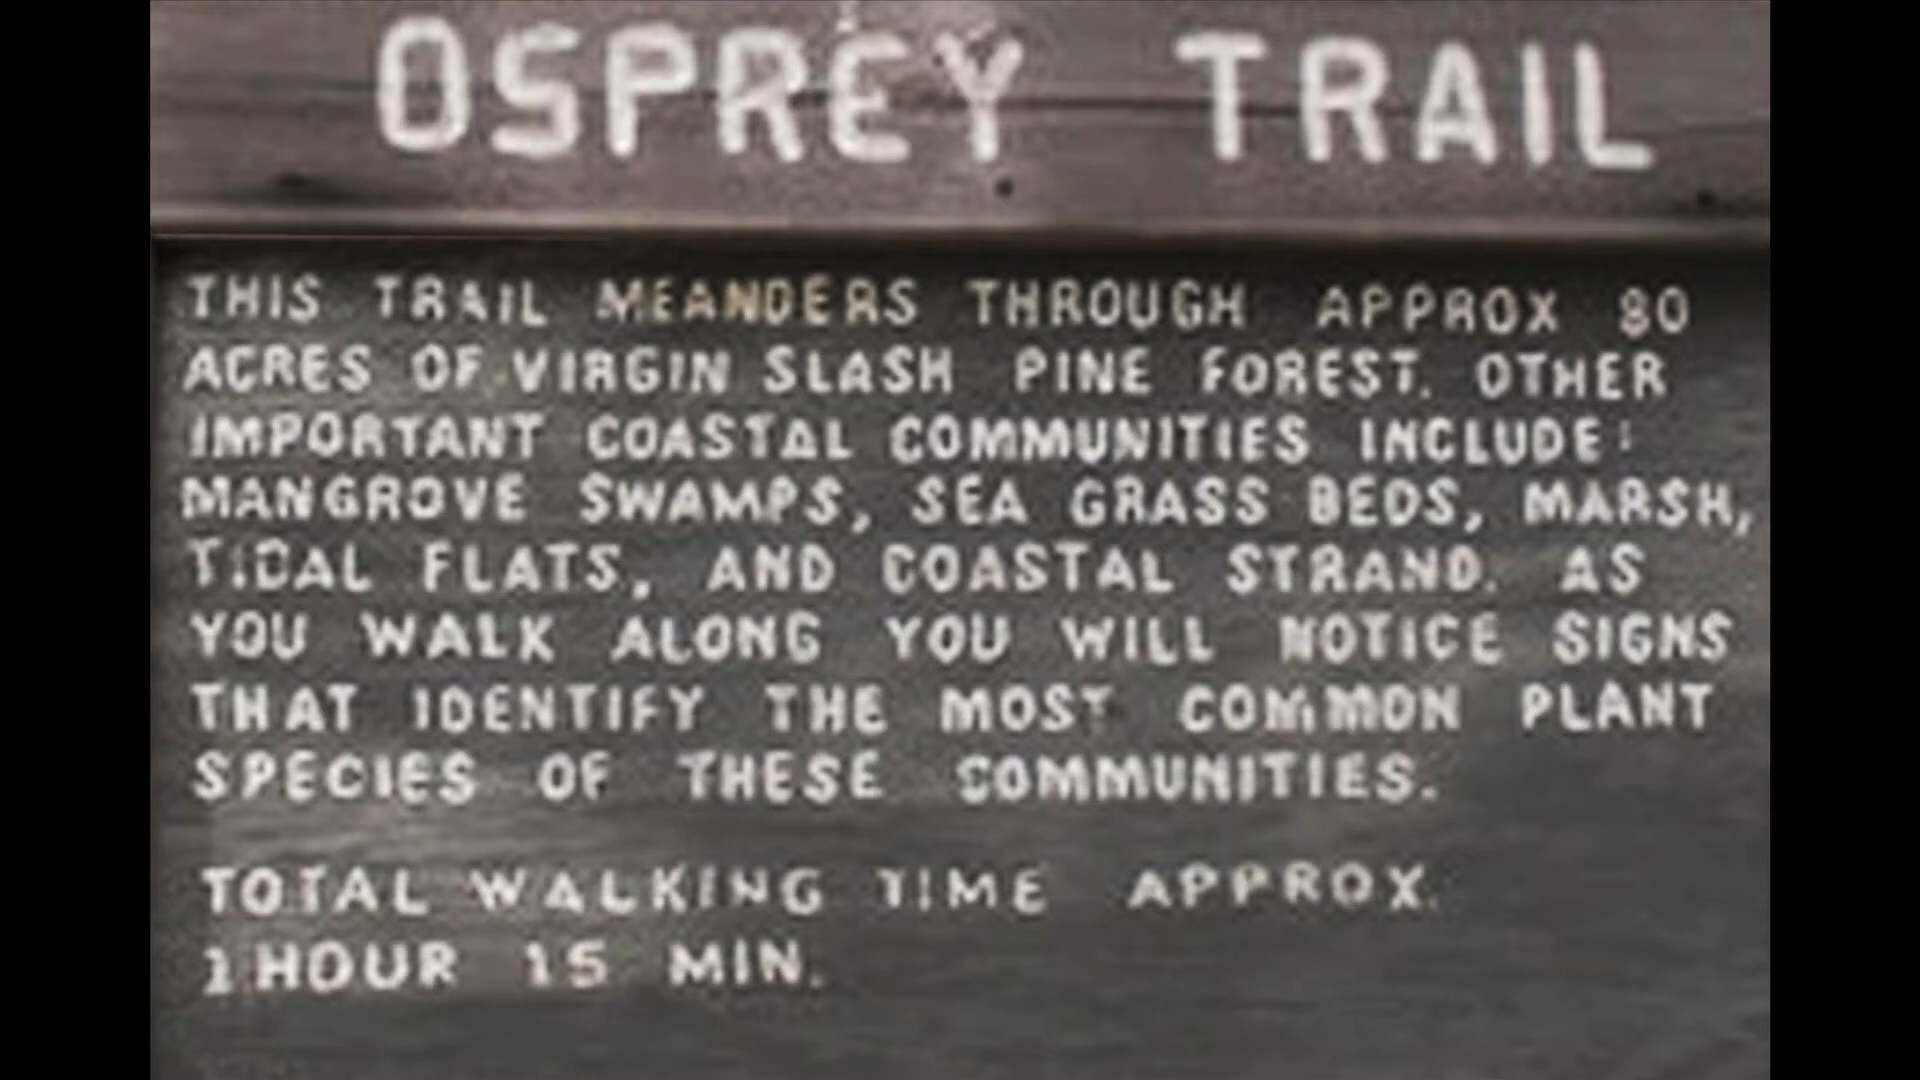 OSPREY TRAIL
THIS TRAIL MEANDERS THROUGH APPROX 80
ACRES OF VIRGIN SLASH PINE FOREST. OTHER
IMPORTANT COASTAL COMMUNITIES INCLUDE:
MANGROVE SWAMPS, SEA GRASS BEDS, MARSH,
TIDAL FLATS, AND COASTAL STRAND. AS
YOU WALK ALONG YOU WILL NOTICE SIGNS
THAT IDENTIFY THE MOST COMMON PLANT
SPECIES OF THESE COMMUNITIES.
TOTAL WALKING TIME APPROX.
1 HOUR 15 MIN.